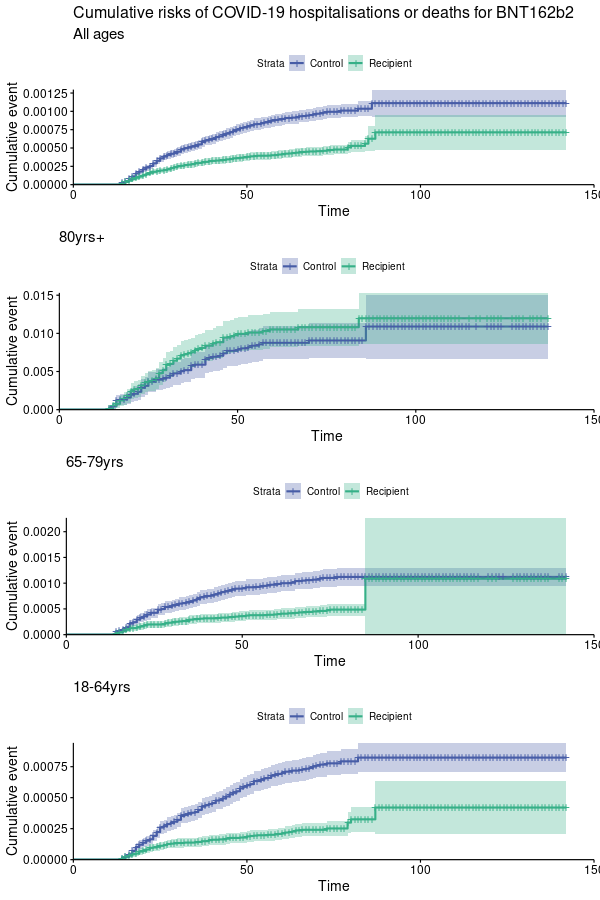 Cumulative risks of COVID-19 hospitalisations or deaths for BNT162b2
All ages
Strata Control Recipient
Cumulative event
0.00125
0.00100
0.00075
0.00050
0.00025
0.00000
0 50 100 150
Time
80yrs+
Strata Control Recipient
Cumulative event
0.015
0.010
0.005
0.000
0 50 100 150
Time
65-79yrs
Strata Control Recipient
Cumulative event
0.0020
0.0015
0.0010
0.0005
0.0000
0 50 100 150
Time
18-64yrs
Strata Control Recipient
Cumulative event
0.00075
0.00050
0.00025
0.00000
0 50 100 150
Time